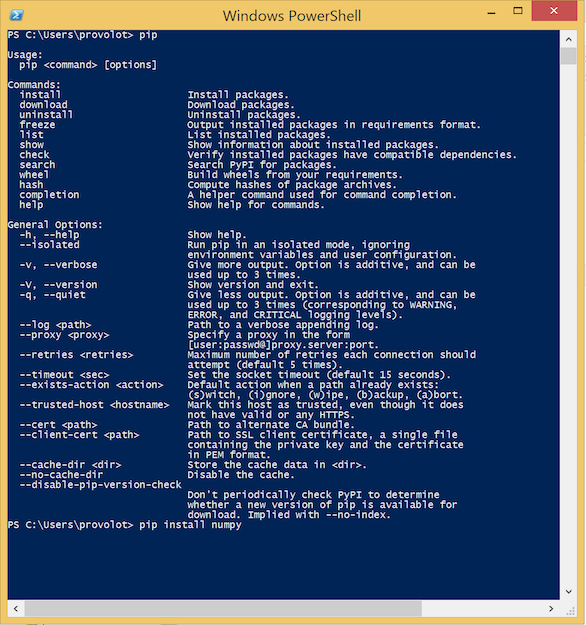 Windows PowerShell
PS C:\Users\provolot> pip
Usage:
pip <command> [options]
Commands:
install Install packages.
download Download packages.
uninstall Uninstall packages.
freeze Output installed packages in requirements format.
list List installed packages.
show Show information about installed packages.
check Verify installed packages have compatible dependencies.
search Search PyPI for packages.
wheel Build wheels from your requirements.
hash Compute hashes of package archives.
completion A helper command used for command completion.
help Show help for commands.
General Options:
-h, --help Show help.
--isolated Run pip in an isolated mode, ignoring
environment variables and user configuration.
-v, --verbose Give more output. Option is additive, and can be
used up to 3 times.
-V, --version Show version and exit.
-q, --quiet Give less output. Option is additive, and can be
used up to 3 times (corresponding to WARNING,
ERROR, and CRITICAL logging levels).
--log <path> Path to a verbose appending log.
--proxy <proxy> Specify a proxy in the form
[user:passwd@]proxy.server:port.
--retries <retries> Maximum number of retries each connection should
attempt (default 5 times).
--timeout <sec> Set the socket timeout (default 15 seconds).
--exists-action <action> Default action when a path already exists:
(s)witch, (i)gnore, (w)ipe, (b)ackup, (a)bort.
--trusted-host <hostname> Mark this host as trusted, even though it does
not have valid or any HTTPS.
--cert <path> Path to alternate CA bundle.
--client-cert <path> Path to SSL client certificate, a single file
containing the private key and the certificate
in PEM format.
--cache-dir <dir> Store the cache data in <dir>.
--no-cache-dir Disable the cache.
--disable-pip-version-check
Don't periodically check PyPI to determine
whether a new version of pip is available for
download. Implied with --no-index.
PS C:\Users\provolot> pip install numpy